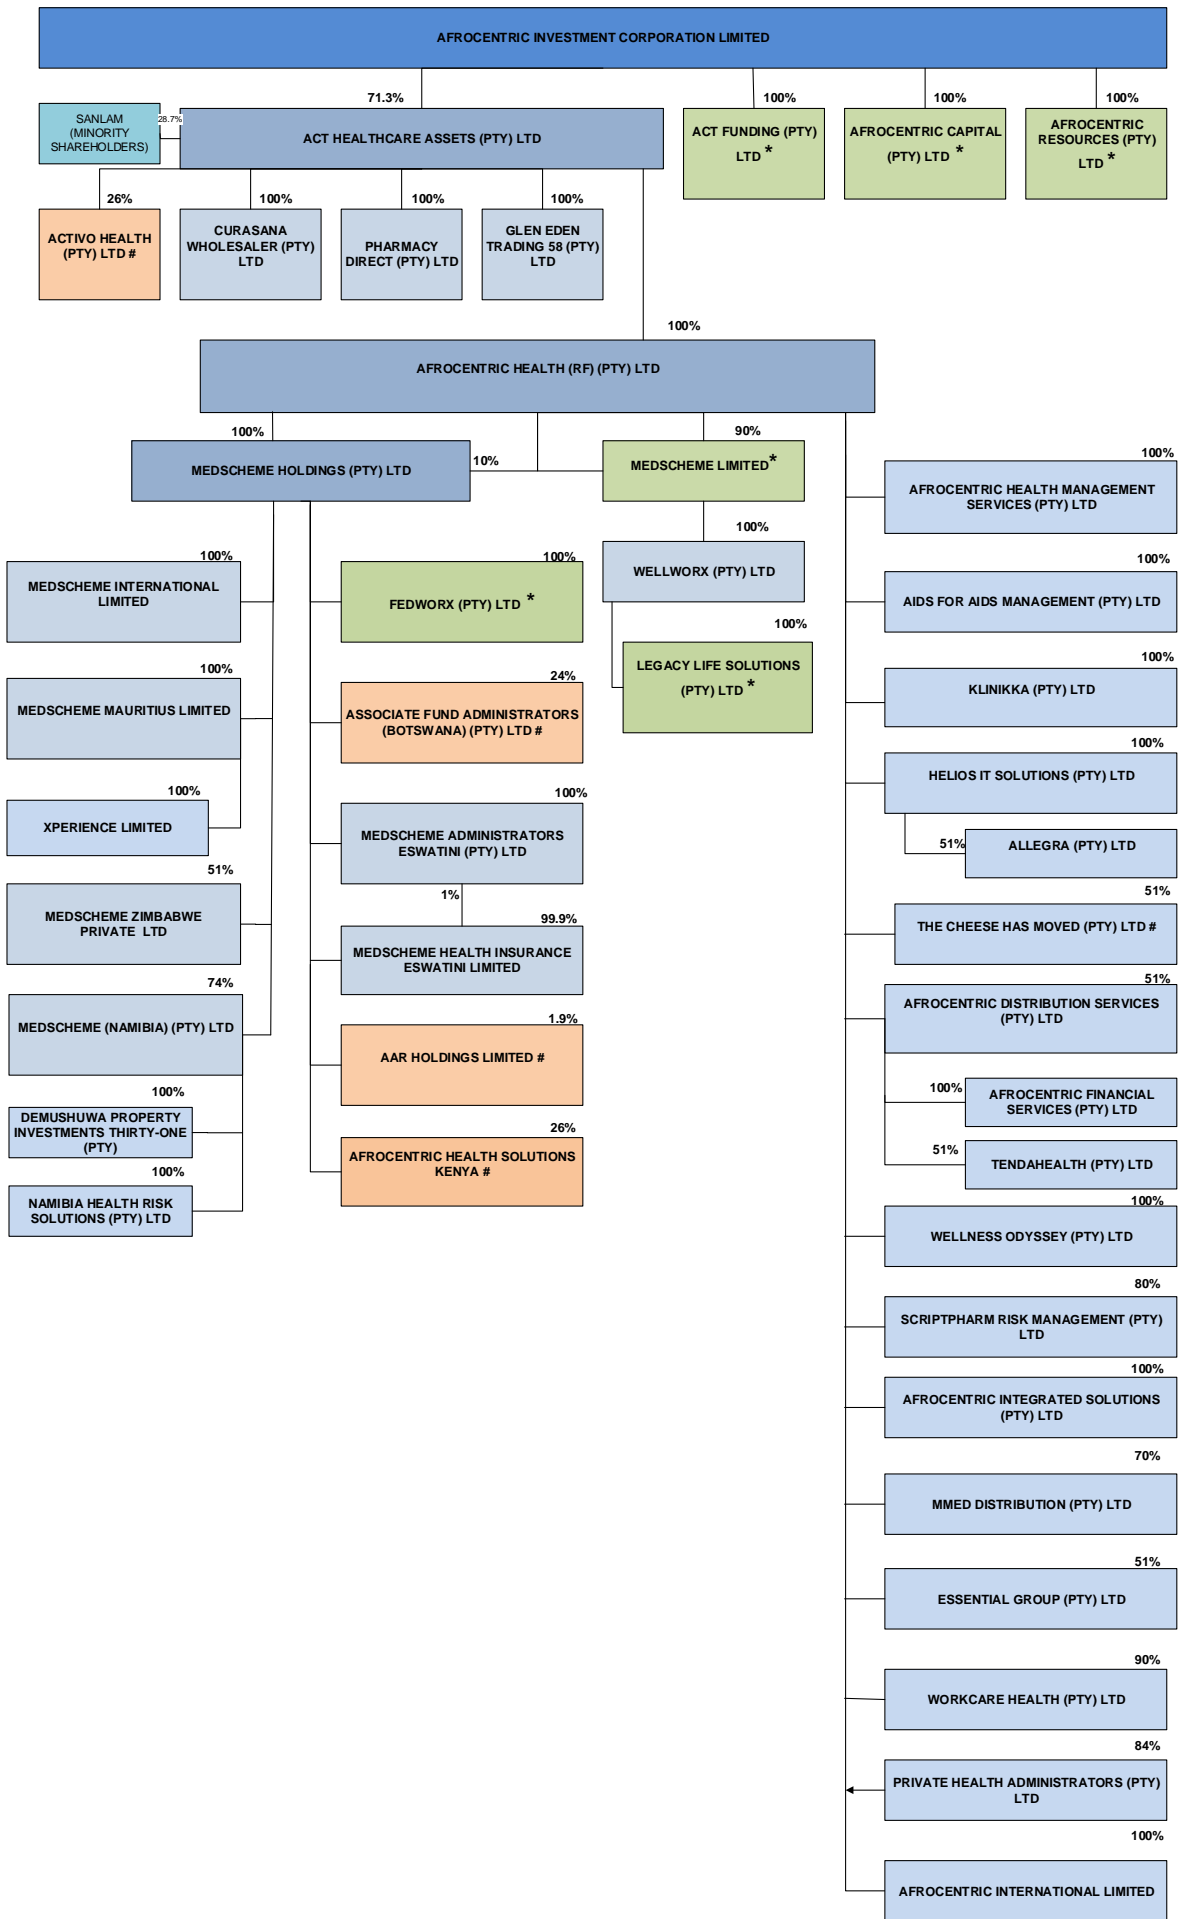 AFROCENTRIC INVESTMENT CORPORATION LIMITED
71.3%
100%
100%
100%
SANLAM
(MINORITY
SHAREHOLDERS)
28.7%
ACT HEALTHCARE ASSETS (PTY) LTD
ACT FUNDING (PTY)
LTD *
AFROCENTRIC CAPITAL
(PTY) LTD *
AFROCENTRIC
RESOURCES (PTY)
LTD *
26%
100%
100%
100%
ACTIVO HEALTH
(PTY) LTD #
CURASANA
WHOLESALER (PTY)
LTD
PHARMACY
DIRECT (PTY) LTD
GLEN EDEN
TRADING 58 (PTY)
LTD
100%
AFROCENTRIC HEALTH (RF) (PTY) LTD
100%
MEDSCHEME HOLDINGS (PTY) LTD
10%
90%
MEDSCHEME LIMITED*
100%
WELLWORX (PTY) LTD
100%
LEGACY LIFE SOLUTIONS
(PTY) LTD *
100%
MEDSCHEME INTERNATIONAL
LIMITED
100%
MEDSCHEME MAURITIUS LIMITED
100%
XPERIENCE LIMITED
51%
MEDSCHEME ZIMBABWE
PRIVATE LTD
74%
MEDSCHEME (NAMIBIA) (PTY) LTD
100%
DEMUSHUWA PROPERTY
INVESTMENTS THIRTY-ONE
(PTY)
100%
NAMIBIA HEALTH RISK
SOLUTIONS (PTY) LTD
100%
FEDWORX (PTY) LTD *
24%
ASSOCIATE FUND ADMINISTRATORS
(BOTSWANA) (PTY) LTD #
100%
MEDSCHEME ADMINISTRATORS
ESWATINI (PTY) LTD
1%
99.9%
MEDSCHEME HEALTH INSURANCE
ESWATINI LIMITED
1.9%
AAR HOLDINGS LIMITED #
26%
AFROCENTRIC HEALTH SOLUTIONS
KENYA #
100%
AFROCENTRIC HEALTH MANAGEMENT
SERVICES (PTY) LTD
100%
AIDS FOR AIDS MANAGEMENT (PTY) LTD
100%
KLINIKKA (PTY) LTD
100%
HELIOS IT SOLUTIONS (PTY) LTD
51%
ALLEGRA (PTY) LTD
51%
THE CHEESE HAS MOVED (PTY) LTD #
51%
AFROCENTRIC DISTRIBUTION SERVICES
(PTY) LTD
100%
AFROCENTRIC FINANCIAL
SERVICES (PTY) LTD
51%
TENDAHEALTH (PTY) LTD
100%
WELLNESS ODYSSEY (PTY) LTD
80%
SCRIPTPHARM RISK MANAGEMENT (PTY)
LTD
100%
AFROCENTRIC INTEGRATED SOLUTIONS
(PTY) LTD
70%
MMED DISTRIBUTION (PTY) LTD
51%
ESSENTIAL GROUP (PTY) LTD
90%
WORKCARE HEALTH (PTY) LTD
84%
PRIVATE HEALTH ADMINISTRATORS (PTY)
LTD
100%
AFROCENTRIC INTERNATIONAL LIMITED